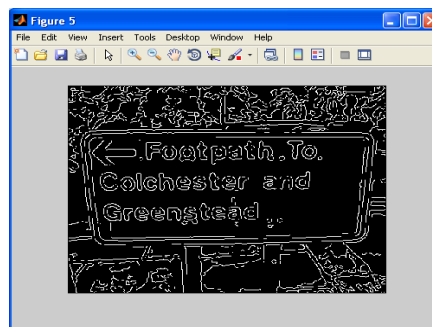 Figure 5
File Edit View Insert Tools Desktop Window Help
Footpath To
Colchester and
Greenstead